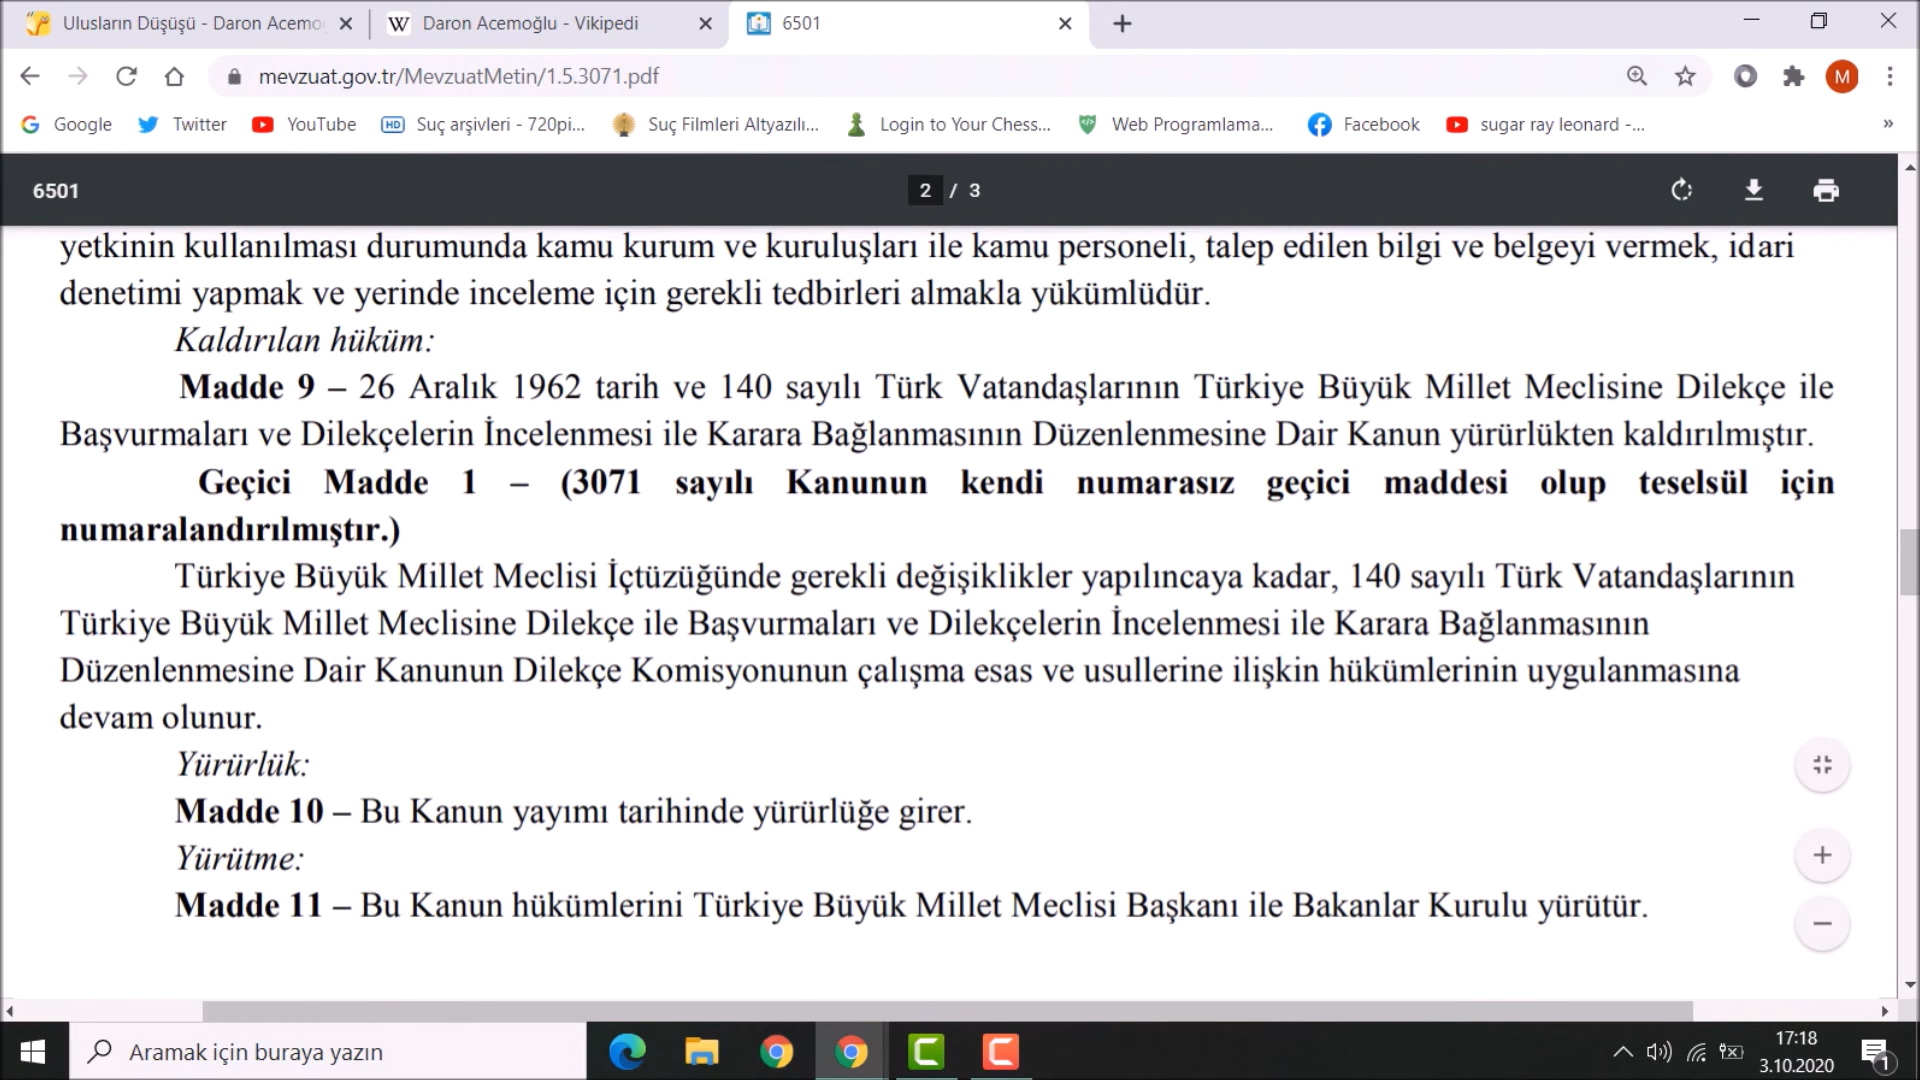 Ulusların Düşüşü - Daron Acemo
Daron Acemoğlu - Vikipedi
6501
mevzuat.gov.tr/MevzuatMetin/1.5.3071.pdf
M
Google
Twitter
YouTube
HD
Suç arşivleri - 720pi...
Suç Filmleri Altyazılı...
Login to Your Chess...
Web Programlama...
Facebook
sugar ray leonard -...
»
6501
2 / 3
yetkinin kullanılması durumunda kamu kurum ve kuruluşları ile kamu personeli, talep edilen bilgi ve belgeyi vermek, idari
denetimi yapmak ve yerinde inceleme için gerekli tedbirleri almakla yükümlüdür.
Kaldırılan hüküm:
Madde 9 – 26 Aralık 1962 tarih ve 140 sayılı Türk Vatandaşlarının Türkiye Büyük Millet Meclisine Dilekçe ile
Başvurmaları ve Dilekçelerin İncelenmesi ile Karara Bağlanmasının Düzenlenmesine Dair Kanun yürürlükten kaldırılmıştır.
Geçici Madde 1 – (3071 sayılı Kanunun kendi numarasız geçici maddesi olup teselsül için
numaralandırılmıştır.)
Türkiye Büyük Millet Meclisi İçtüzüğünde gerekli değişiklikler yapılıncaya kadar, 140 sayılı Türk Vatandaşlarının
Türkiye Büyük Millet Meclisine Dilekçe ile Başvurmaları ve Dilekçelerin İncelenmesi ile Karara Bağlanmasının
Düzenlenmesine Dair Kanunun Dilekçe Komisyonunun çalışma esas ve usullerine ilişkin hükümlerinin uygulanmasına
devam olunur.
Yürürlük:
Madde 10 – Bu Kanun yayımı tarihinde yürürlüğe girer.
Yürütme:
Madde 11 – Bu Kanun hükümlerini Türkiye Büyük Millet Meclisi Başkanı ile Bakanlar Kurulu yürütür.
Aramak için buraya yazın
17:18
3.10.2020
1